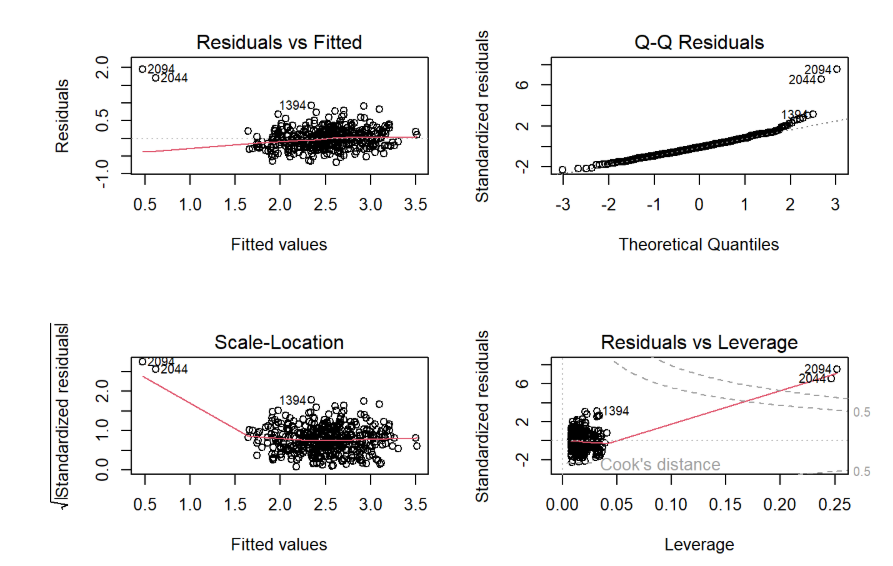 Residuals vs Fitted
Residuals
-1.0 0.5 2.0
2094
2044
1394
0.5 1.0 1.5 2.0 2.5 3.0 3.5
Fitted values
Q-Q Residuals
Standardized residuals
-2 2 6
2094
2044
1394
-3 -2 -1 0 1 2 3
Theoretical Quantiles
Scale-Location
√|Standardized residuals|
0.0 1.0 2.0
2094
2044
1394
0.5 1.0 1.5 2.0 2.5 3.0 3.5
Fitted values
Residuals vs Leverage
Standardized residuals
-2 2 6
2094
2044
1394
0.5
0.5
Cook's distance
0.00 0.05 0.10 0.15 0.20 0.25
Leverage